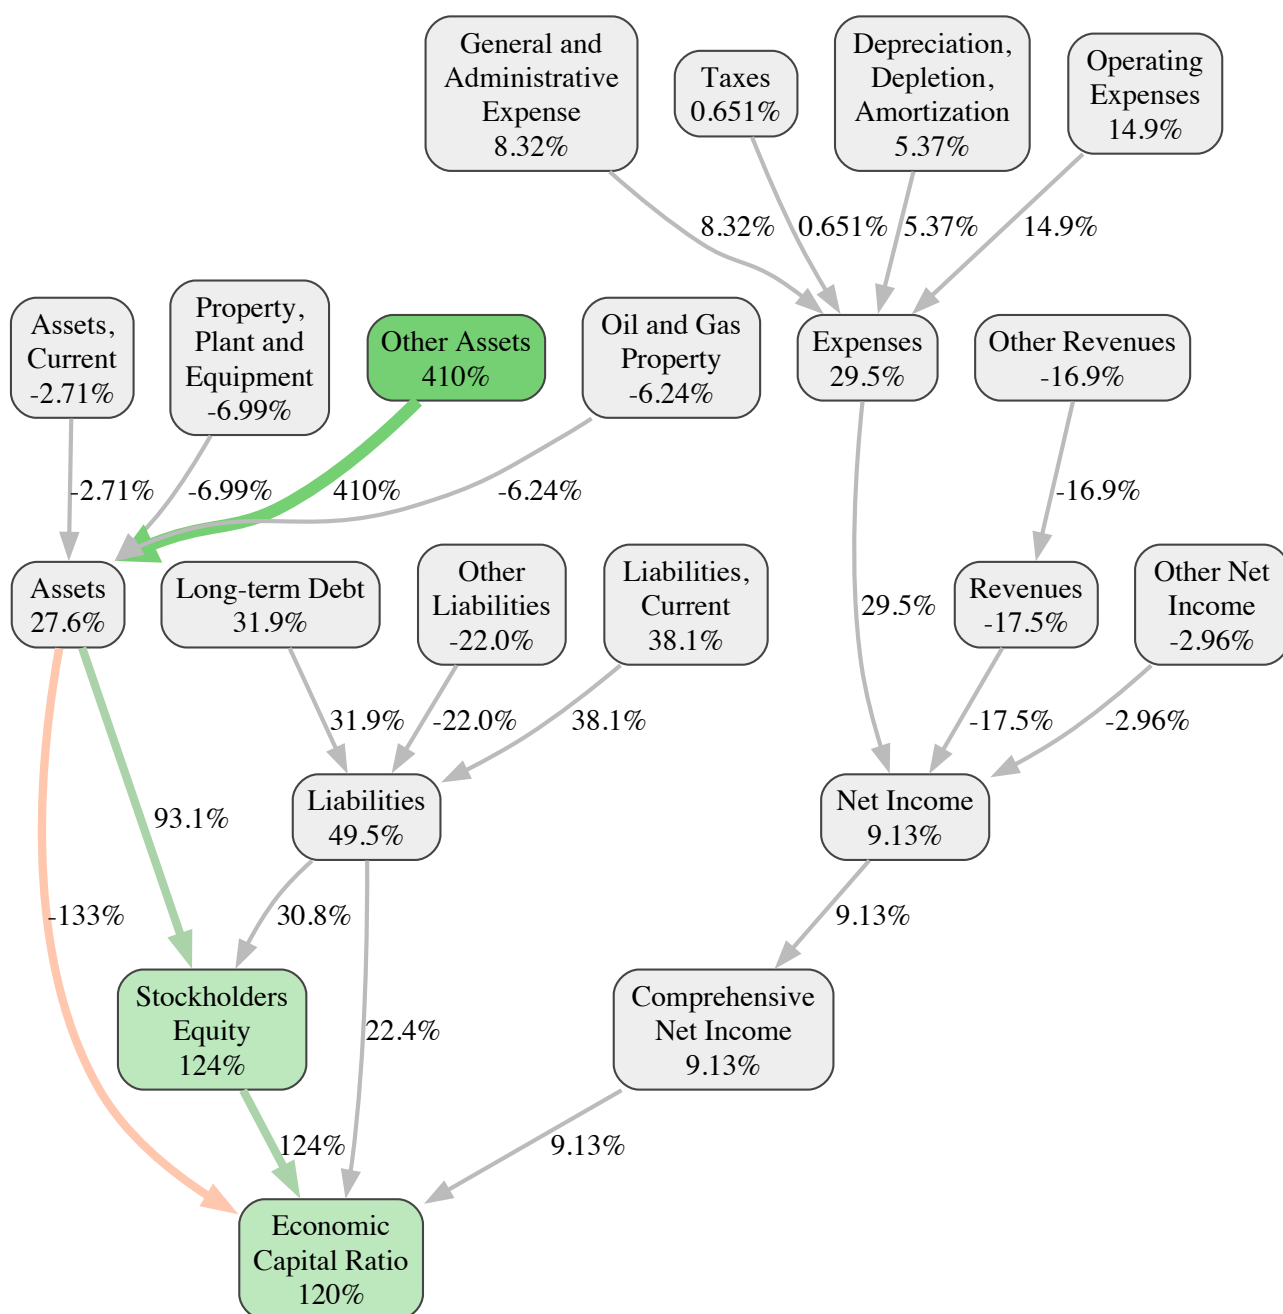 General and
Administrative
Expense
8.32%
Taxes
0.651%
Depreciation,
Depletion,
Amortization
5.37%
Operating
Expenses
14.9%
8.32%
0.651%
5.37%
14.9%
Assets,
Current
-2.71%
Property,
Plant and
Equipment
-6.99%
Other Assets
410%
Oil and Gas
Property
-6.24%
Expenses
29.5%
Other Revenues
-16.9%
-2.71%
-6.99%
410%
-6.24%
-16.9%
Assets
27.6%
Long-term Debt
31.9%
Other
Liabilities
-22.0%
Liabilities,
Current
38.1%
29.5%
Revenues
-17.5%
Other Net
Income
-2.96%
31.9%
-22.0%
38.1%
-17.5%
-2.96%
93.1%
Liabilities
49.5%
Net Income
9.13%
-133%
30.8%
9.13%
Stockholders
Equity
124%
22.4%
Comprehensive
Net Income
9.13%
124%
9.13%
Economic
Capital Ratio
120%